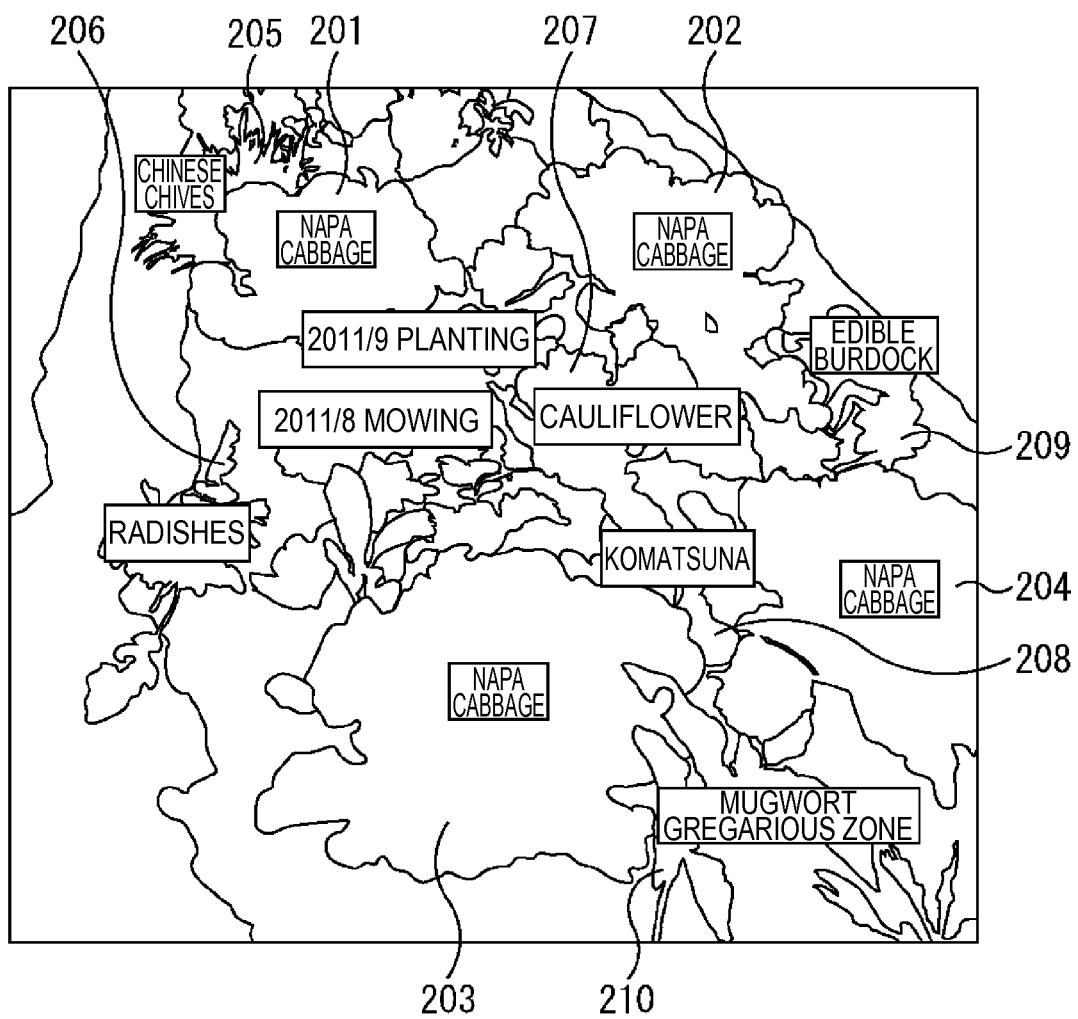 206
205
201
207
202
CHINESE
CHIVES
NAPA
CABBAGE
NAPA
CABBAGE
2011/9 PLANTING
EDIBLE
BURDOCK
2011/8 MOWING
CAULIFLOWER
209
RADISHES
KOMATSUNA
NAPA
CABBAGE
204
208
NAPA
CABBAGE
MUGWORT
GREGARIOUS ZONE
203
210